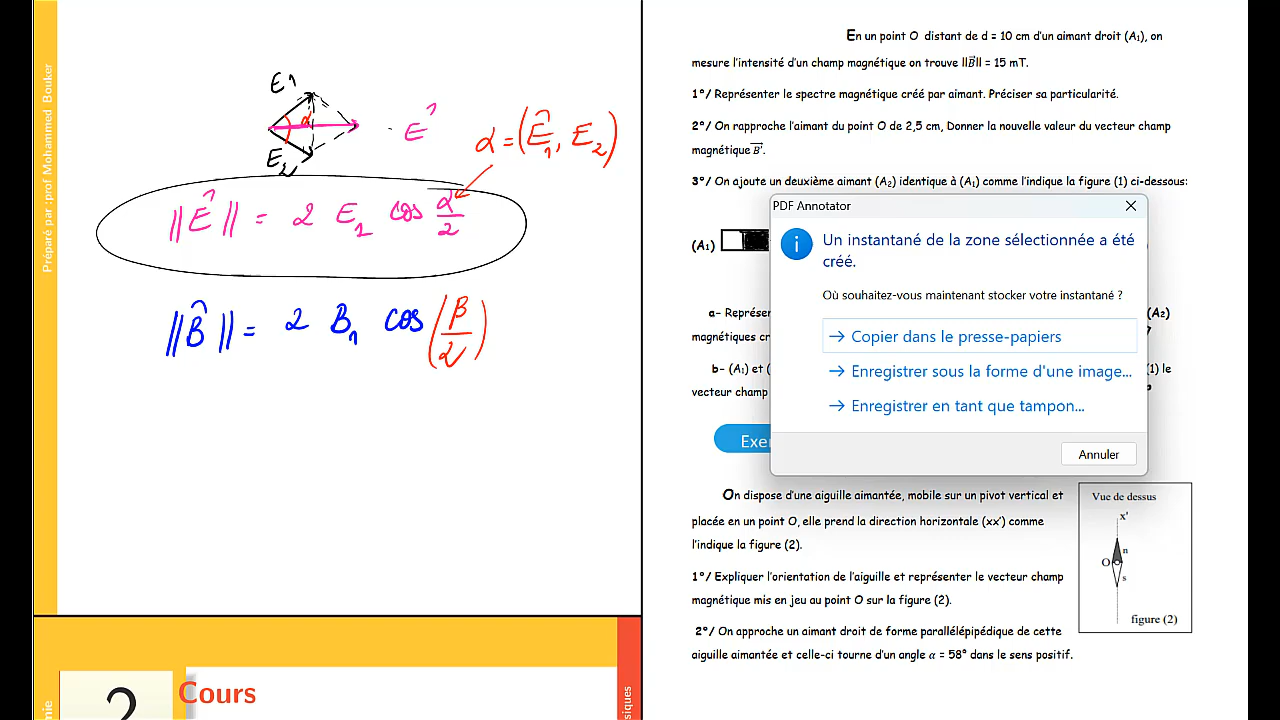 Préparé par :prof Mohammed Bouker
E1
α
E
E2
α = (E1, E2)
||E|| = 2 E1 cos α/2
||B|| = 2 B1 cos (β/2)
2
Cours
En un point O distant de d = 10 cm d'un aimant droit (A₁), on
mesure l'intensité d'un champ magnétique on trouve ||B⃗|| = 15 mT.
1°/ Représenter le spectre magnétique créé par aimant. Préciser sa particularité.
2°/ On rapproche l'aimant du point O de 2,5 cm, Donner la nouvelle valeur du vecteur champ
magnétique B⃗'.
3°/ On ajoute un deuxième aimant (A₂) identique à (A₁) comme l'indique la figure (1) ci-dessous:
PDF Annotator
Un instantané de la zone sélectionnée a été
créé.
Où souhaitez-vous maintenant stocker votre instantané ?
→ Copier dans le presse-papiers
→ Enregistrer sous la forme d'une image...
→ Enregistrer en tant que tampon...
Annuler
(A₁)
a- (A₂)
magnétiques
b- (A₁) et (1) le
vecteur champ
On dispose d'une aiguille aimantée, mobile sur un pivot vertical et
placée en un point O, elle prend la direction horizontale (xx') comme
l'indique la figure (2).
1°/ Expliquer l'orientation de l'aiguille et représenter le vecteur champ
magnétique mis en jeu au point O sur la figure (2).
2°/ On approche un aimant droit de forme parallélépipédique de cette
aiguille aimantée et celle-ci tourne d'un angle α = 58° dans le sens positif.
Vue de dessus
x'
n
O
s
figure (2)